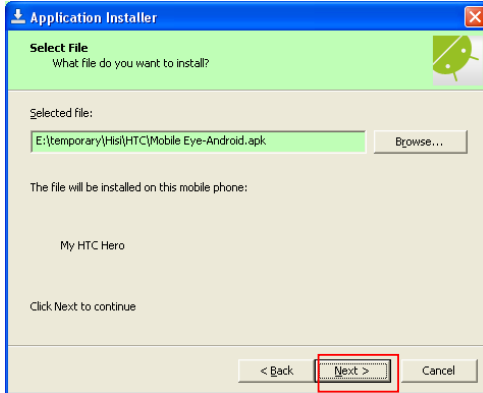 Application Installer
Select File
What file do you want to install?
Selected file:
E:\temporary\Hisi\HTC\Mobile Eye-Android.apk
Browse...
The file will be installed on this mobile phone:
My HTC Hero
Click Next to continue
< Back
Next >
Cancel